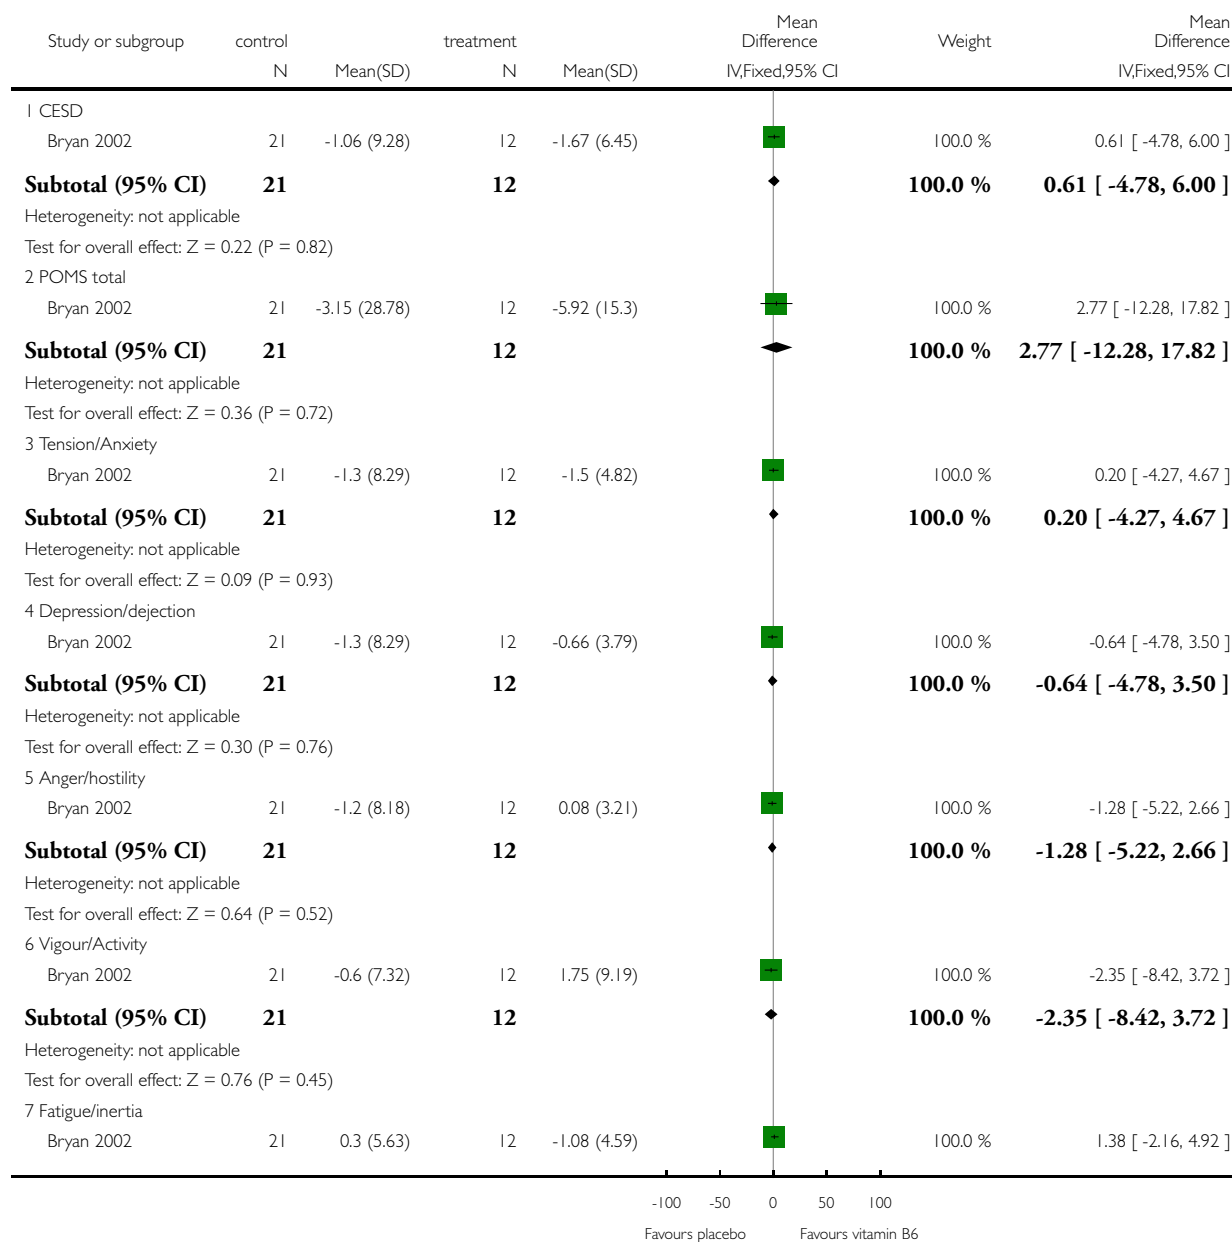 Mean Mean
Study or subgroup control treatment Difference Weight Difference
N Mean(SD) N Mean(SD) IV,Fixed,95% CI IV,Fixed,95% CI
1 CESD
Bryan 2002 21 -1.06 (9.28) 12 -1.67 (6.45) 100.0 % 0.61 [ -4.78, 6.00 ]
Subtotal (95% CI) 21 12 100.0 % 0.61 [ -4.78, 6.00 ]
Heterogeneity: not applicable
Test for overall effect: Z = 0.22 (P = 0.82)
2 POMS total
Bryan 2002 21 -3.15 (28.78) 12 -5.92 (15.3) 100.0 % 2.77 [ -12.28, 17.82 ]
Subtotal (95% CI) 21 12 100.0 % 2.77 [ -12.28, 17.82 ]
Heterogeneity: not applicable
Test for overall effect: Z = 0.36 (P = 0.72)
3 Tension/Anxiety
Bryan 2002 21 -1.3 (8.29) 12 -1.5 (4.82) 100.0 % 0.20 [ -4.27, 4.67 ]
Subtotal (95% CI) 21 12 100.0 % 0.20 [ -4.27, 4.67 ]
Heterogeneity: not applicable
Test for overall effect: Z = 0.09 (P = 0.93)
4 Depression/dejection
Bryan 2002 21 -1.3 (8.29) 12 -0.66 (3.79) 100.0 % -0.64 [ -4.78, 3.50 ]
Subtotal (95% CI) 21 12 100.0 % -0.64 [ -4.78, 3.50 ]
Heterogeneity: not applicable
Test for overall effect: Z = 0.30 (P = 0.76)
5 Anger/hostility
Bryan 2002 21 -1.2 (8.18) 12 0.08 (3.21) 100.0 % -1.28 [ -5.22, 2.66 ]
Subtotal (95% CI) 21 12 100.0 % -1.28 [ -5.22, 2.66 ]
Heterogeneity: not applicable
Test for overall effect: Z = 0.64 (P = 0.52)
6 Vigour/Activity
Bryan 2002 21 -0.6 (7.32) 12 1.75 (9.19) 100.0 % -2.35 [ -8.42, 3.72 ]
Subtotal (95% CI) 21 12 100.0 % -2.35 [ -8.42, 3.72 ]
Heterogeneity: not applicable
Test for overall effect: Z = 0.76 (P = 0.45)
7 Fatigue/inertia
Bryan 2002 21 0.3 (5.63) 12 -1.08 (4.59) 100.0 % 1.38 [ -2.16, 4.92 ]
-100 -50 0 50 100
Favours placebo Favours vitamin B6